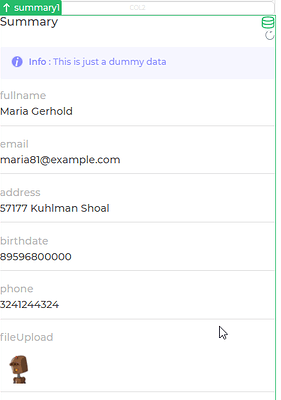 summary1
COL2
Summary
Info : This is just a dummy data
fullname
Maria Gerhold
email
maria81@example.com
address
57177 Kuhlman Shoal
birthdate
89596800000
phone
3241244324
fileUpload